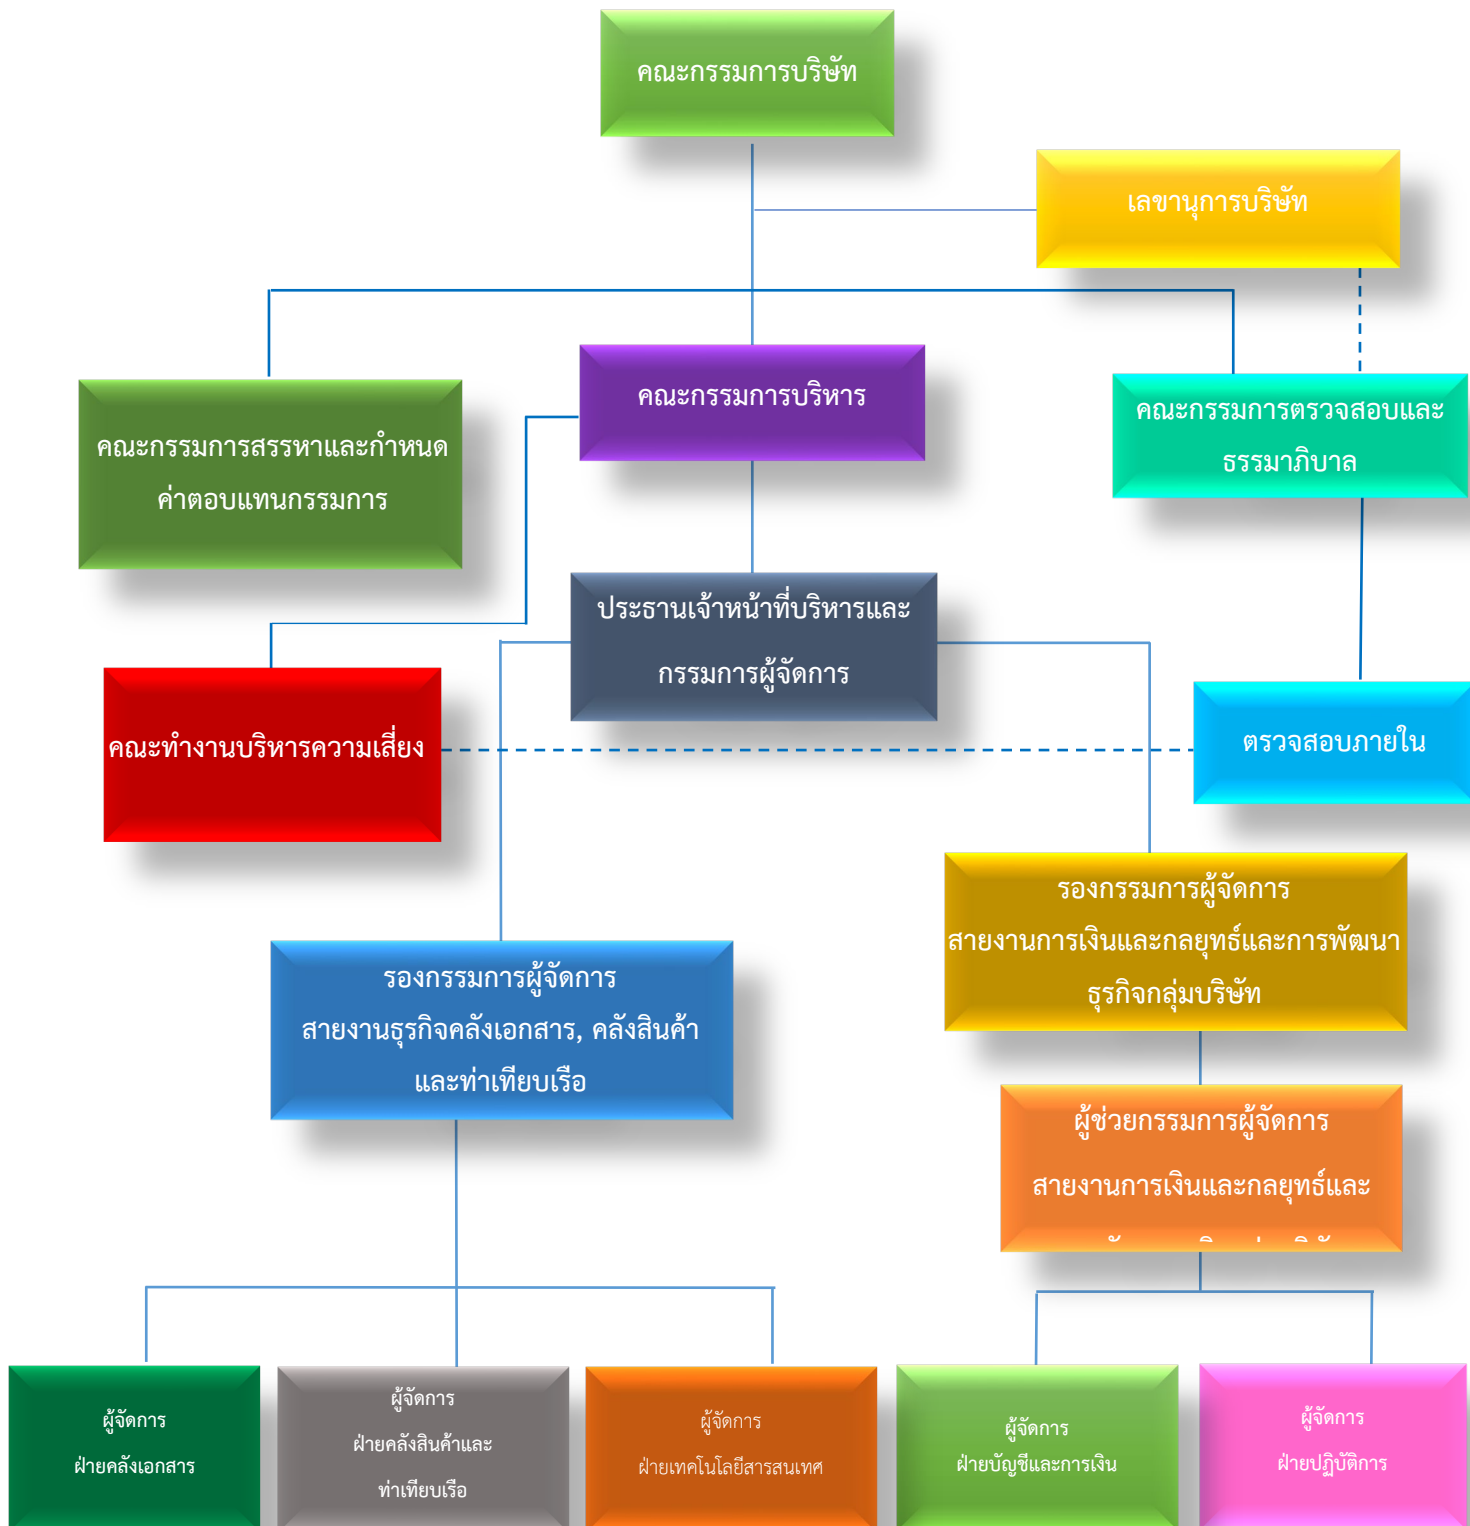 คณะกรรมการบริษัท
เลขานุการบริษัท
คณะกรรมการบริหาร
คณะกรรมการตรวจสอบและ
ธรรมาภิบาล
คณะกรรมการสรรหาและกำหนด
ค่าตอบแทนกรรมการ
ประธานเจ้าหน้าที่บริหารและ
กรรมการผู้จัดการ
คณะทำงานบริหารความเสี่ยง
ตรวจสอบภายใน
รองกรรมการผู้จัดการ
สายงานการเงินและกลยุทธ์และการพัฒนา
ธุรกิจกลุ่มบริษัท
รองกรรมการผู้จัดการ
สายงานธุรกิจคลังเอกสาร, คลังสินค้า
และท่าเทียบเรือ
ผู้ช่วยกรรมการผู้จัดการ
สายงานการเงินและกลยุทธ์และ
ผู้จัดการ
ฝ่ายคลังเอกสาร
ผู้จัดการ
ฝ่ายคลังสินค้าและ
ท่าเทียบเรือ
ผู้จัดการ
ฝ่ายเทคโนโลยีสารสนเทศ
ผู้จัดการ
ฝ่ายบัญชีและการเงิน
ผู้จัดการ
ฝ่ายปฏิบัติการ